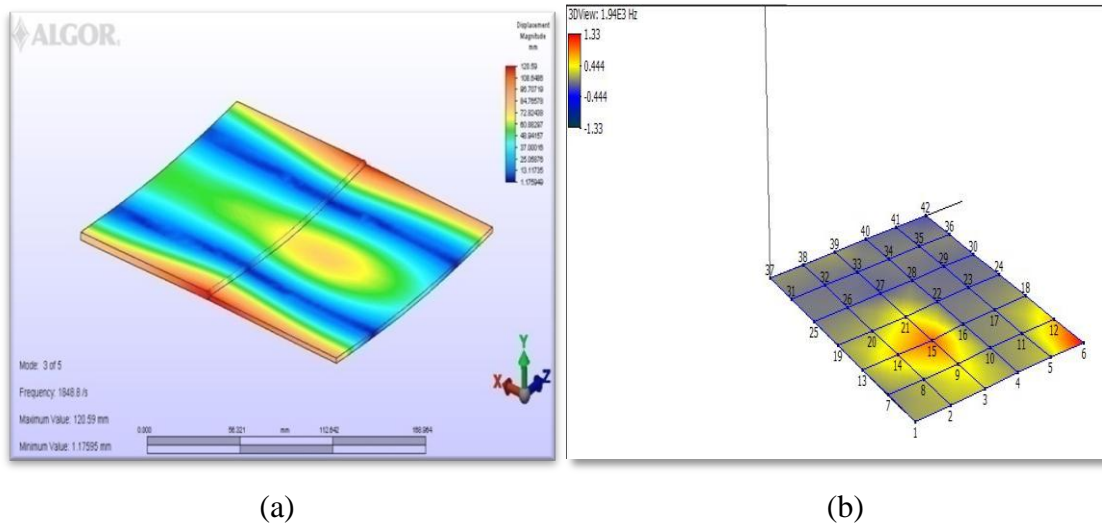 ALGOR
Displacement
Magnitude
mm
120.59
108.6486
96.70719
84.76578
72.82438
60.88297
48.94157
37.00016
25.05876
13.11735
1.175949
X
Y
Z
Mode: 3 of 5
Frequency: 1848.8 /s
Maximum Value: 120.59 mm
Minimum Value: 1.17595 mm
0.000 56.321 mm 112.642 168.964
3DView: 1.94E3 Hz
1.33
0.444
-0.444
-1.33
42
41
40 36
39 35
38 34 30
37 33 29
32 28 24
31 27 23
26 22 18
25 21 17 12
20 16 11 6
19 15 10 5
14 9 4
13 8 3
7 2
1
(a) (b)